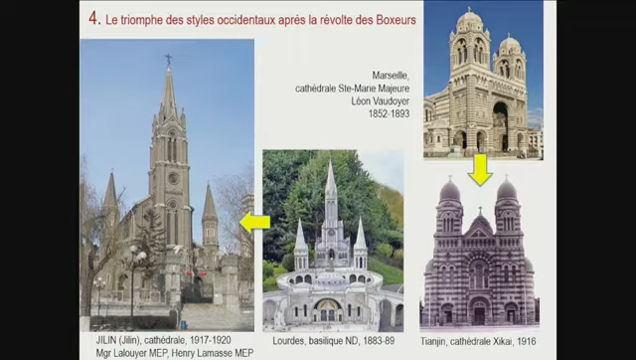 4. Le triomphe des styles occidentaux après la révolte des Boxeurs
Marseille,
cathédrale Ste-Marie Majeure
Léon Vaudoyer
1852-1893
JILIN (Jilin), cathédrale, 1917-1920
Mgr Lalouyer MEP, Henry Lamasse MEP
Lourdes, basilique ND, 1883-89
Tianjin, cathédrale Xikai, 1916